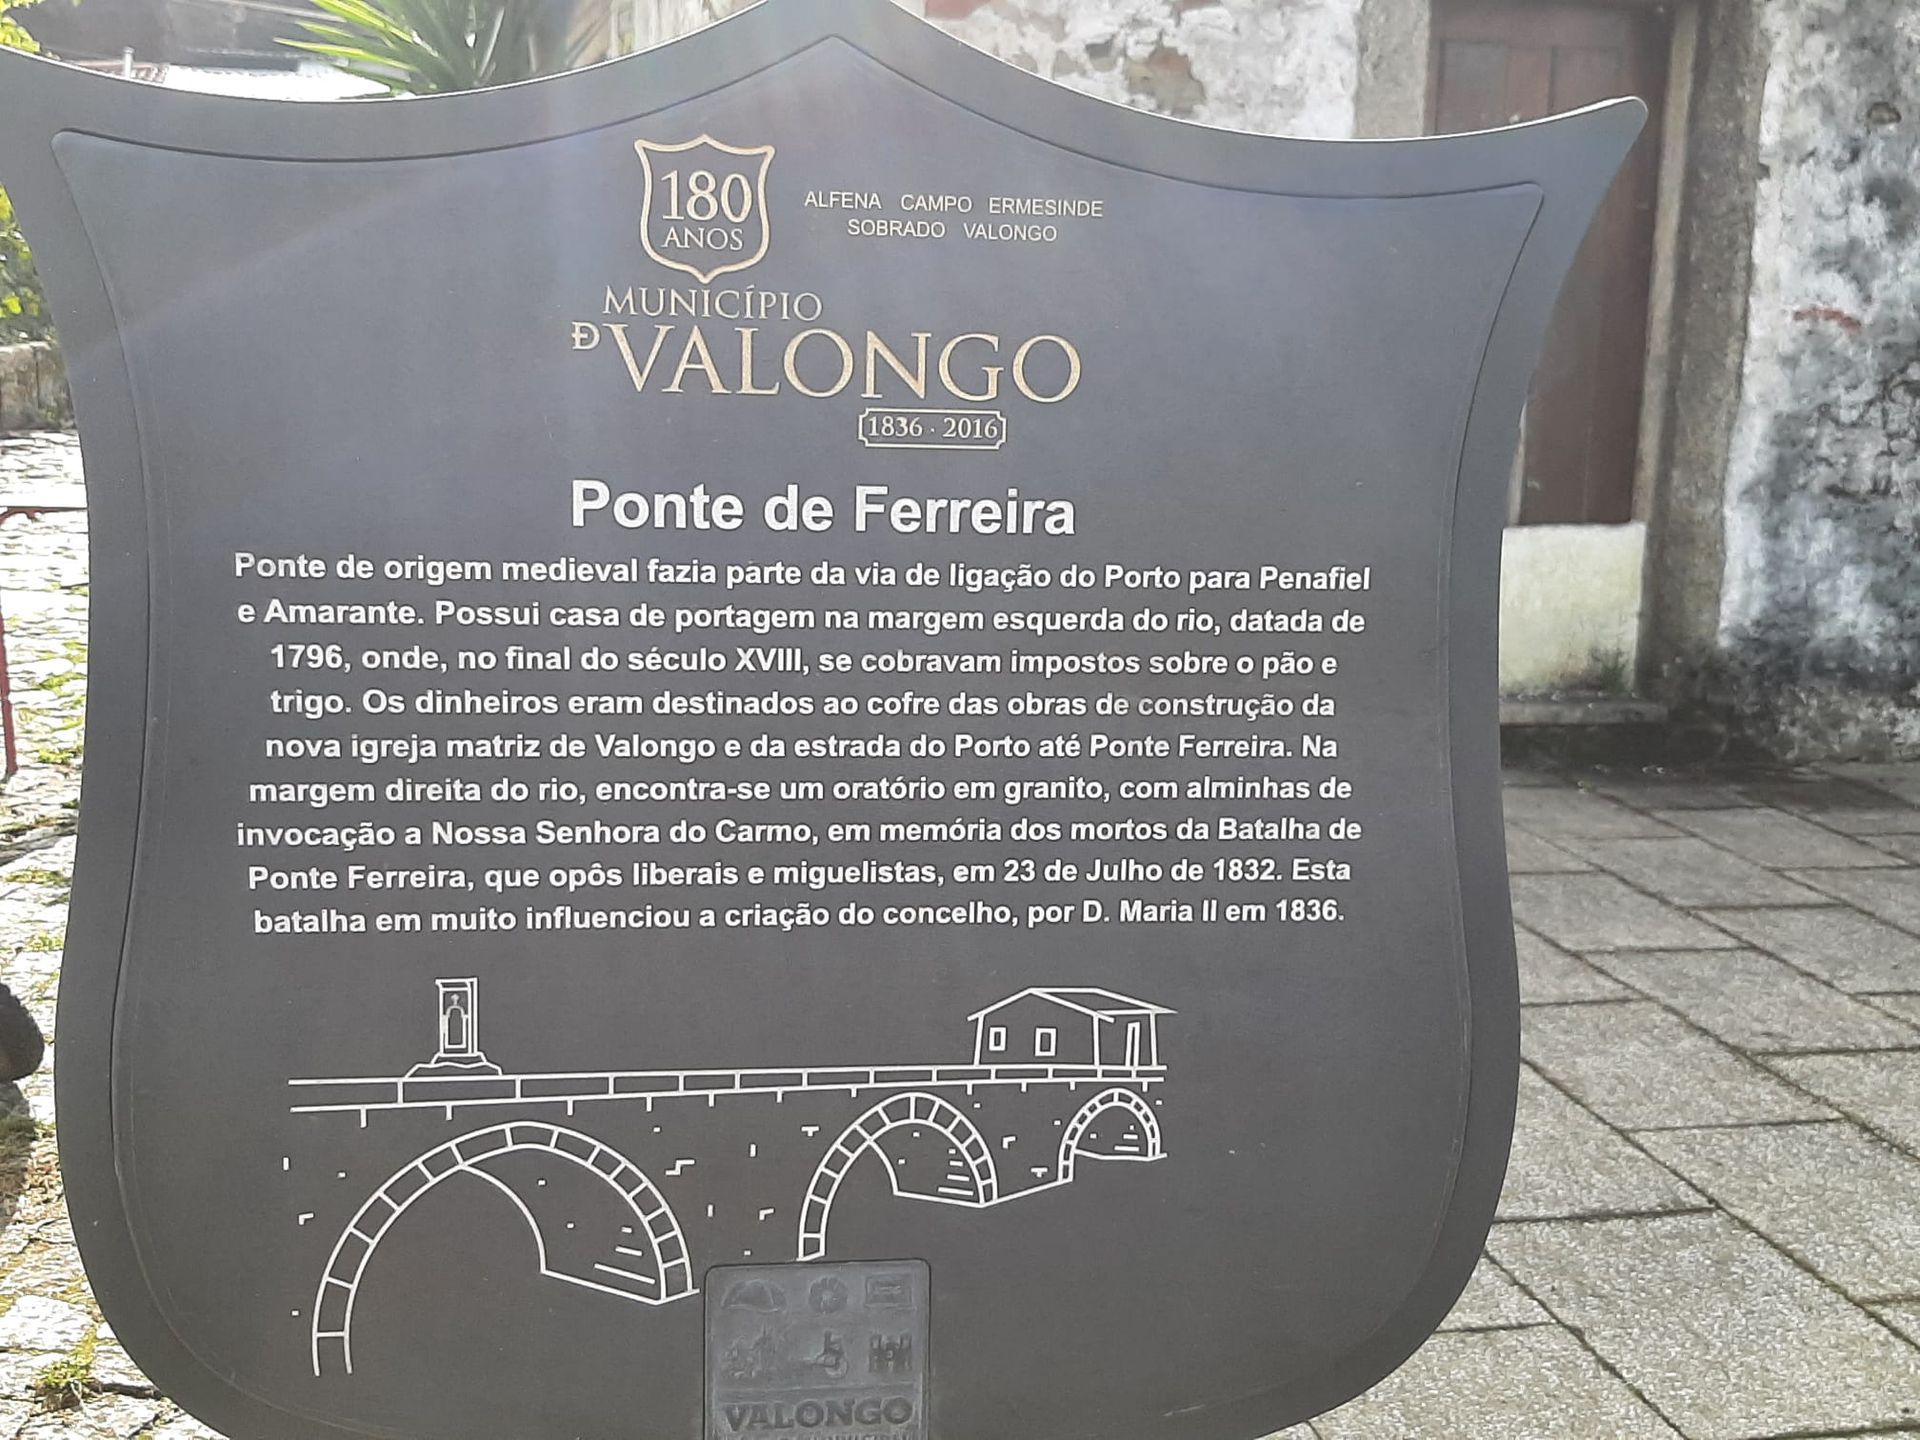 180
ANOS
ALFENA CAMPO ERMESINDE
SOBRADO VALONGO
MUNICÍPIO
D VALONGO
1836 · 2016
Ponte de Ferreira
Ponte de origem medieval fazia parte da via de ligação do Porto para Penafiel
e Amarante. Possui casa de portagem na margem esquerda do rio, datada de
1796, onde, no final do século XVIII, se cobravam impostos sobre o pão e
trigo. Os dinheiros eram destinados ao cofre das obras de construção da
nova igreja matriz de Valongo e da estrada do Porto até Ponte Ferreira. Na
margem direita do rio, encontra-se um oratório em granito, com alminhas de
invocação a Nossa Senhora do Carmo, em memória dos mortos da Batalha de
Ponte Ferreira, que opôs liberais e miguelistas, em 23 de Julho de 1832. Esta
batalha em muito influenciou a criação do concelho, por D. Maria II em 1836.
VALONGO